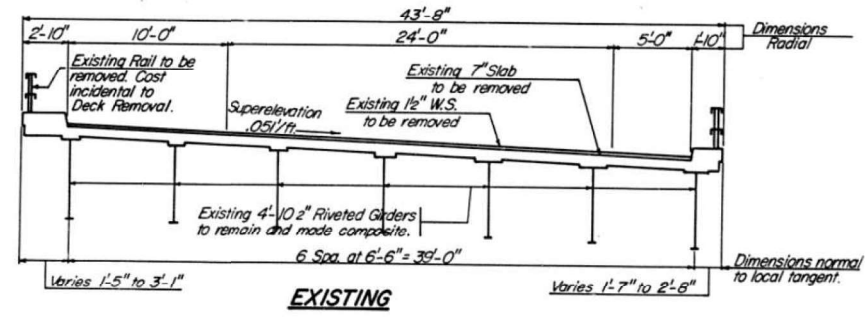 43'-8"
2'-10" 10'-0" 24'-0" 5'-0" 1'-10" Dimensions
Radial
Existing Rail to be
removed. Cost
incidental to
Deck Removal.
Superelevation
.051'/ft.
Existing 7" Slab
to be removed
Existing 1½" W.S.
to be removed
Existing 4'-10 2" Riveted Girders
to remain and made composite.
6 Spa. at 6'-6" = 39'-0"
Dimensions normal
to local tangent.
Varies 1'-5" to 3'-1"
Varies 1'-7" to 2'-8"
EXISTING